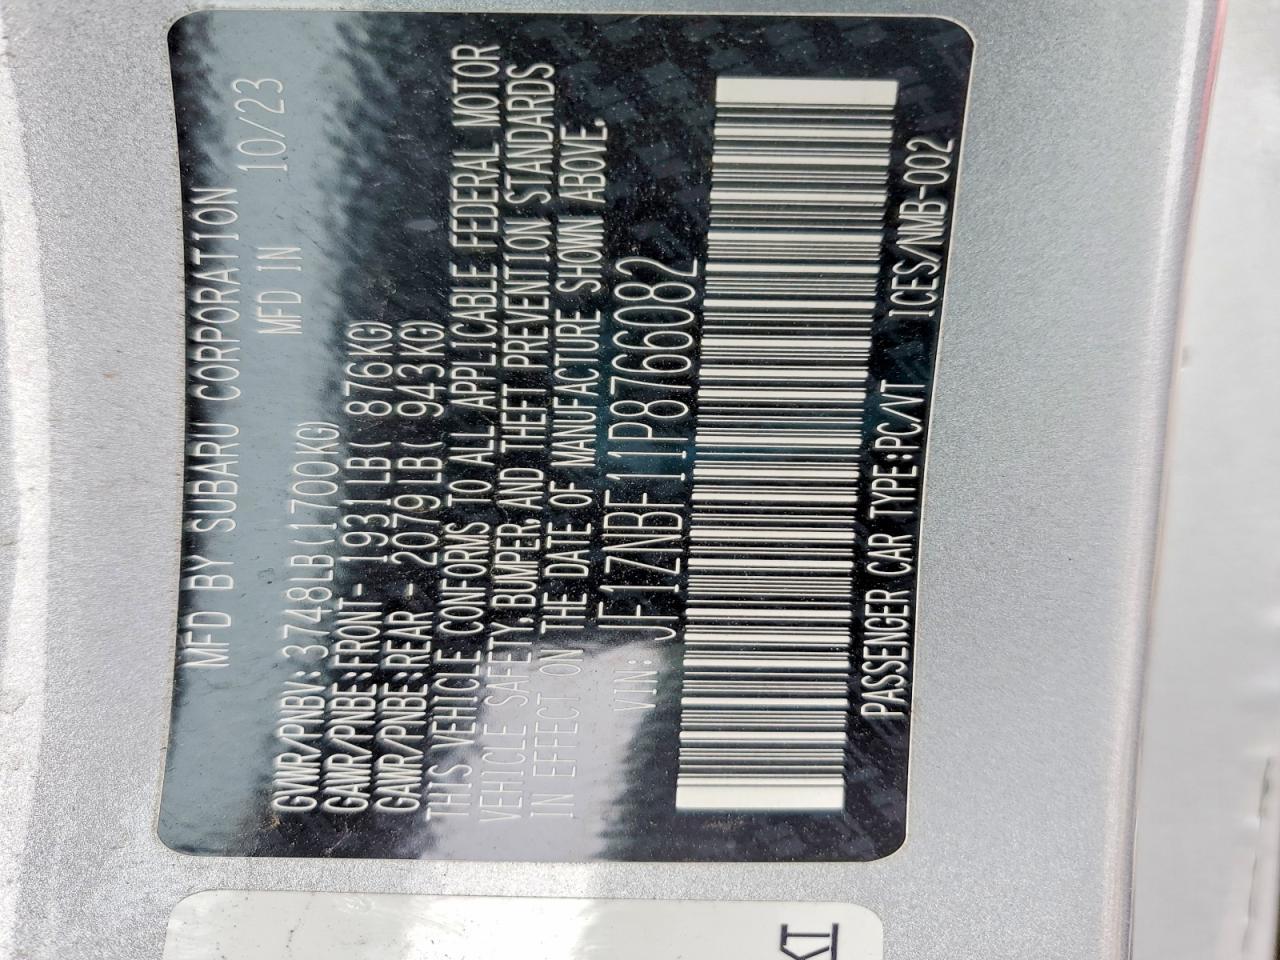 MFD BY SUBARU CORPORATION
MFD IN 10/23
GVWR/PNBV: 3748LB(1700KG)
GAWR/PNBE:FRONT- 1931LB( 876KG)
GAWR/PNBE:REAR - 2079LB( 943KG)
THIS VEHICLE CONFORMS TO ALL APPLICABLE FEDERAL MOTOR
VEHICLE SAFETY, BUMPER, AND THEFT PREVENTION STANDARDS
IN EFFECT ON THE DATE OF MANUFACTURE SHOWN ABOVE.
VIN: JF1ZNBF11P8766082
PASSENGER CAR TYPE:PC/VT ICES/NMB-002